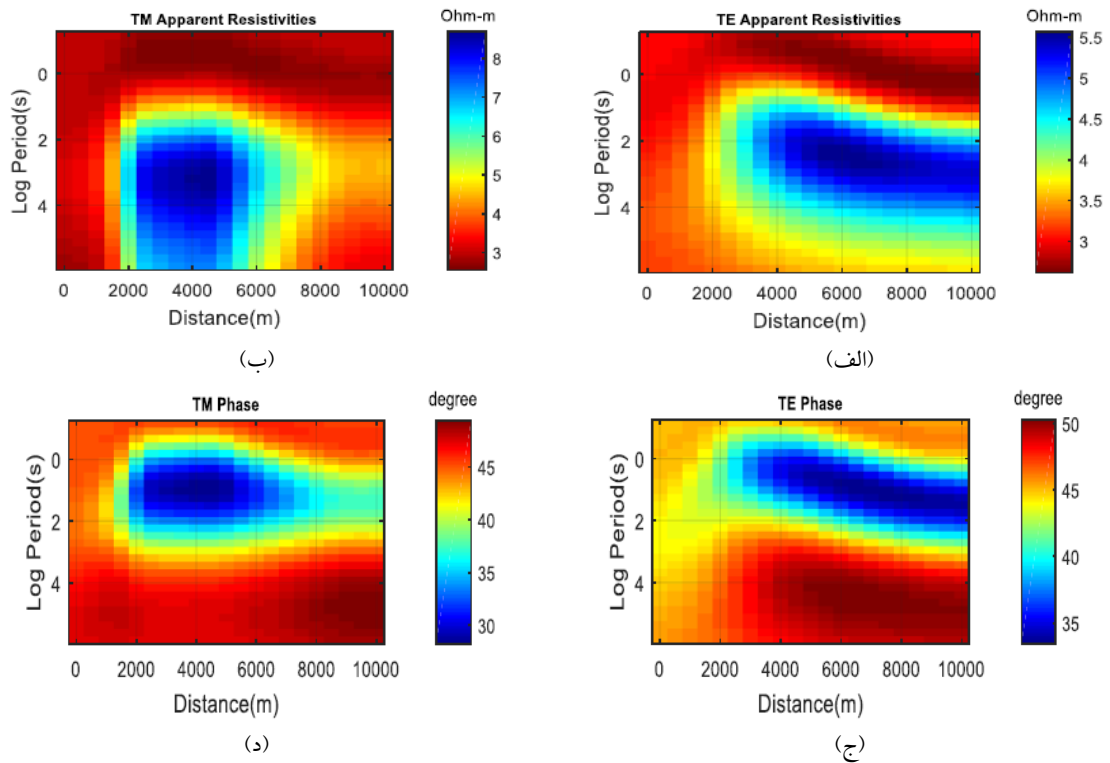 TM Apparent Resistivities
Ohm-m
8
7
6
5
4
3
0
2
4
Log Period(s)
0 2000 4000 6000 8000 10000
Distance(m)
(ب)
TE Apparent Resistivities
Ohm-m
5.5
5
4.5
4
3.5
3
0
2
4
Log Period(s)
0 2000 4000 6000 8000 10000
Distance(m)
(الف)
TM Phase
degree
45
40
35
30
0
2
4
Log Period(s)
0 2000 4000 6000 8000 10000
Distance(m)
(د)
TE Phase
degree
50
45
40
35
0
2
4
Log Period(s)
0 2000 4000 6000 8000 10000
Distance(m)
(ج)